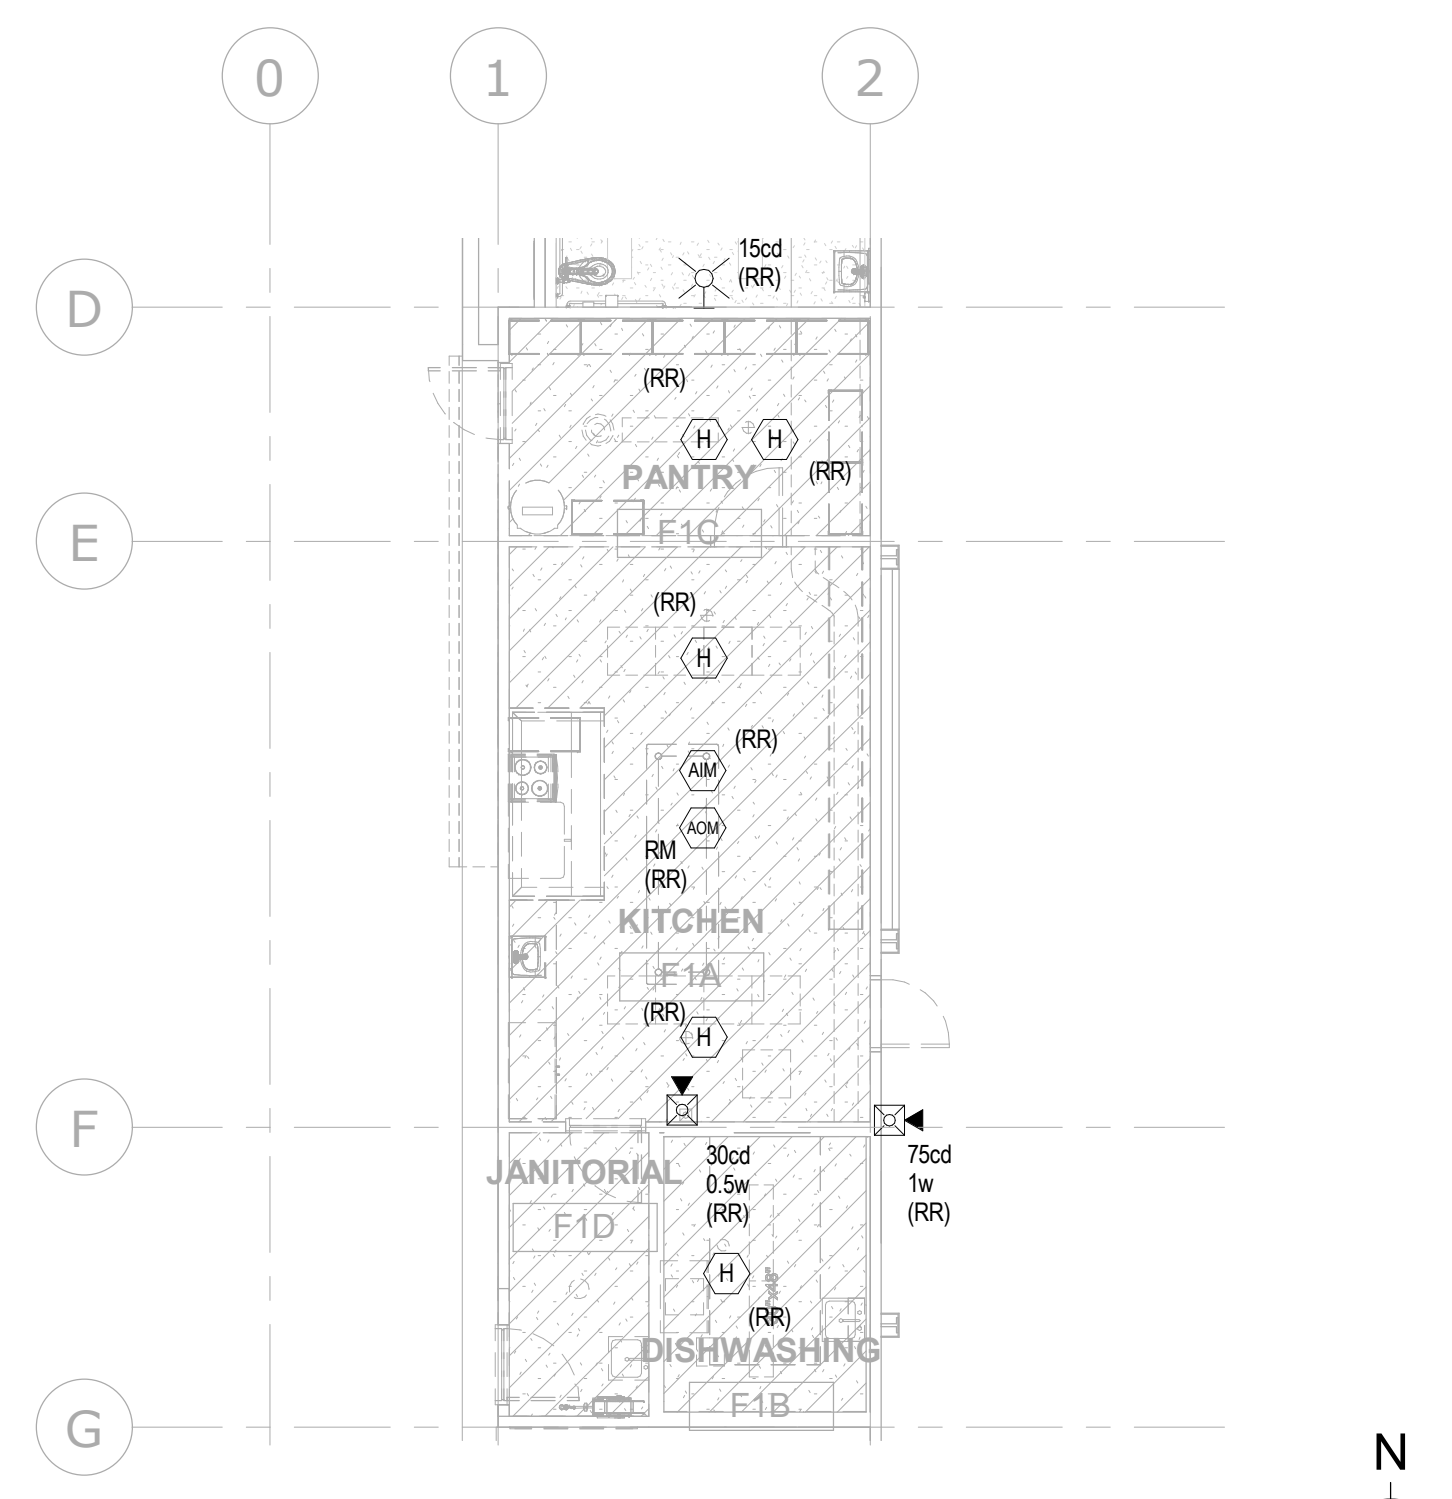 0
1
2
15cd
(RR)
D
(RR)
H
H
PANTRY
(RR)
F1C
E
(RR)
H
(RR)
AIM
AOM
RM
(RR)
KITCHEN
F1A
(RR)
H
F
30cd
0.5w
(RR)
75cd
1w
(RR)
JANITORIAL
F1D
H
(RR)
DISHWASHING
F1B
G
N